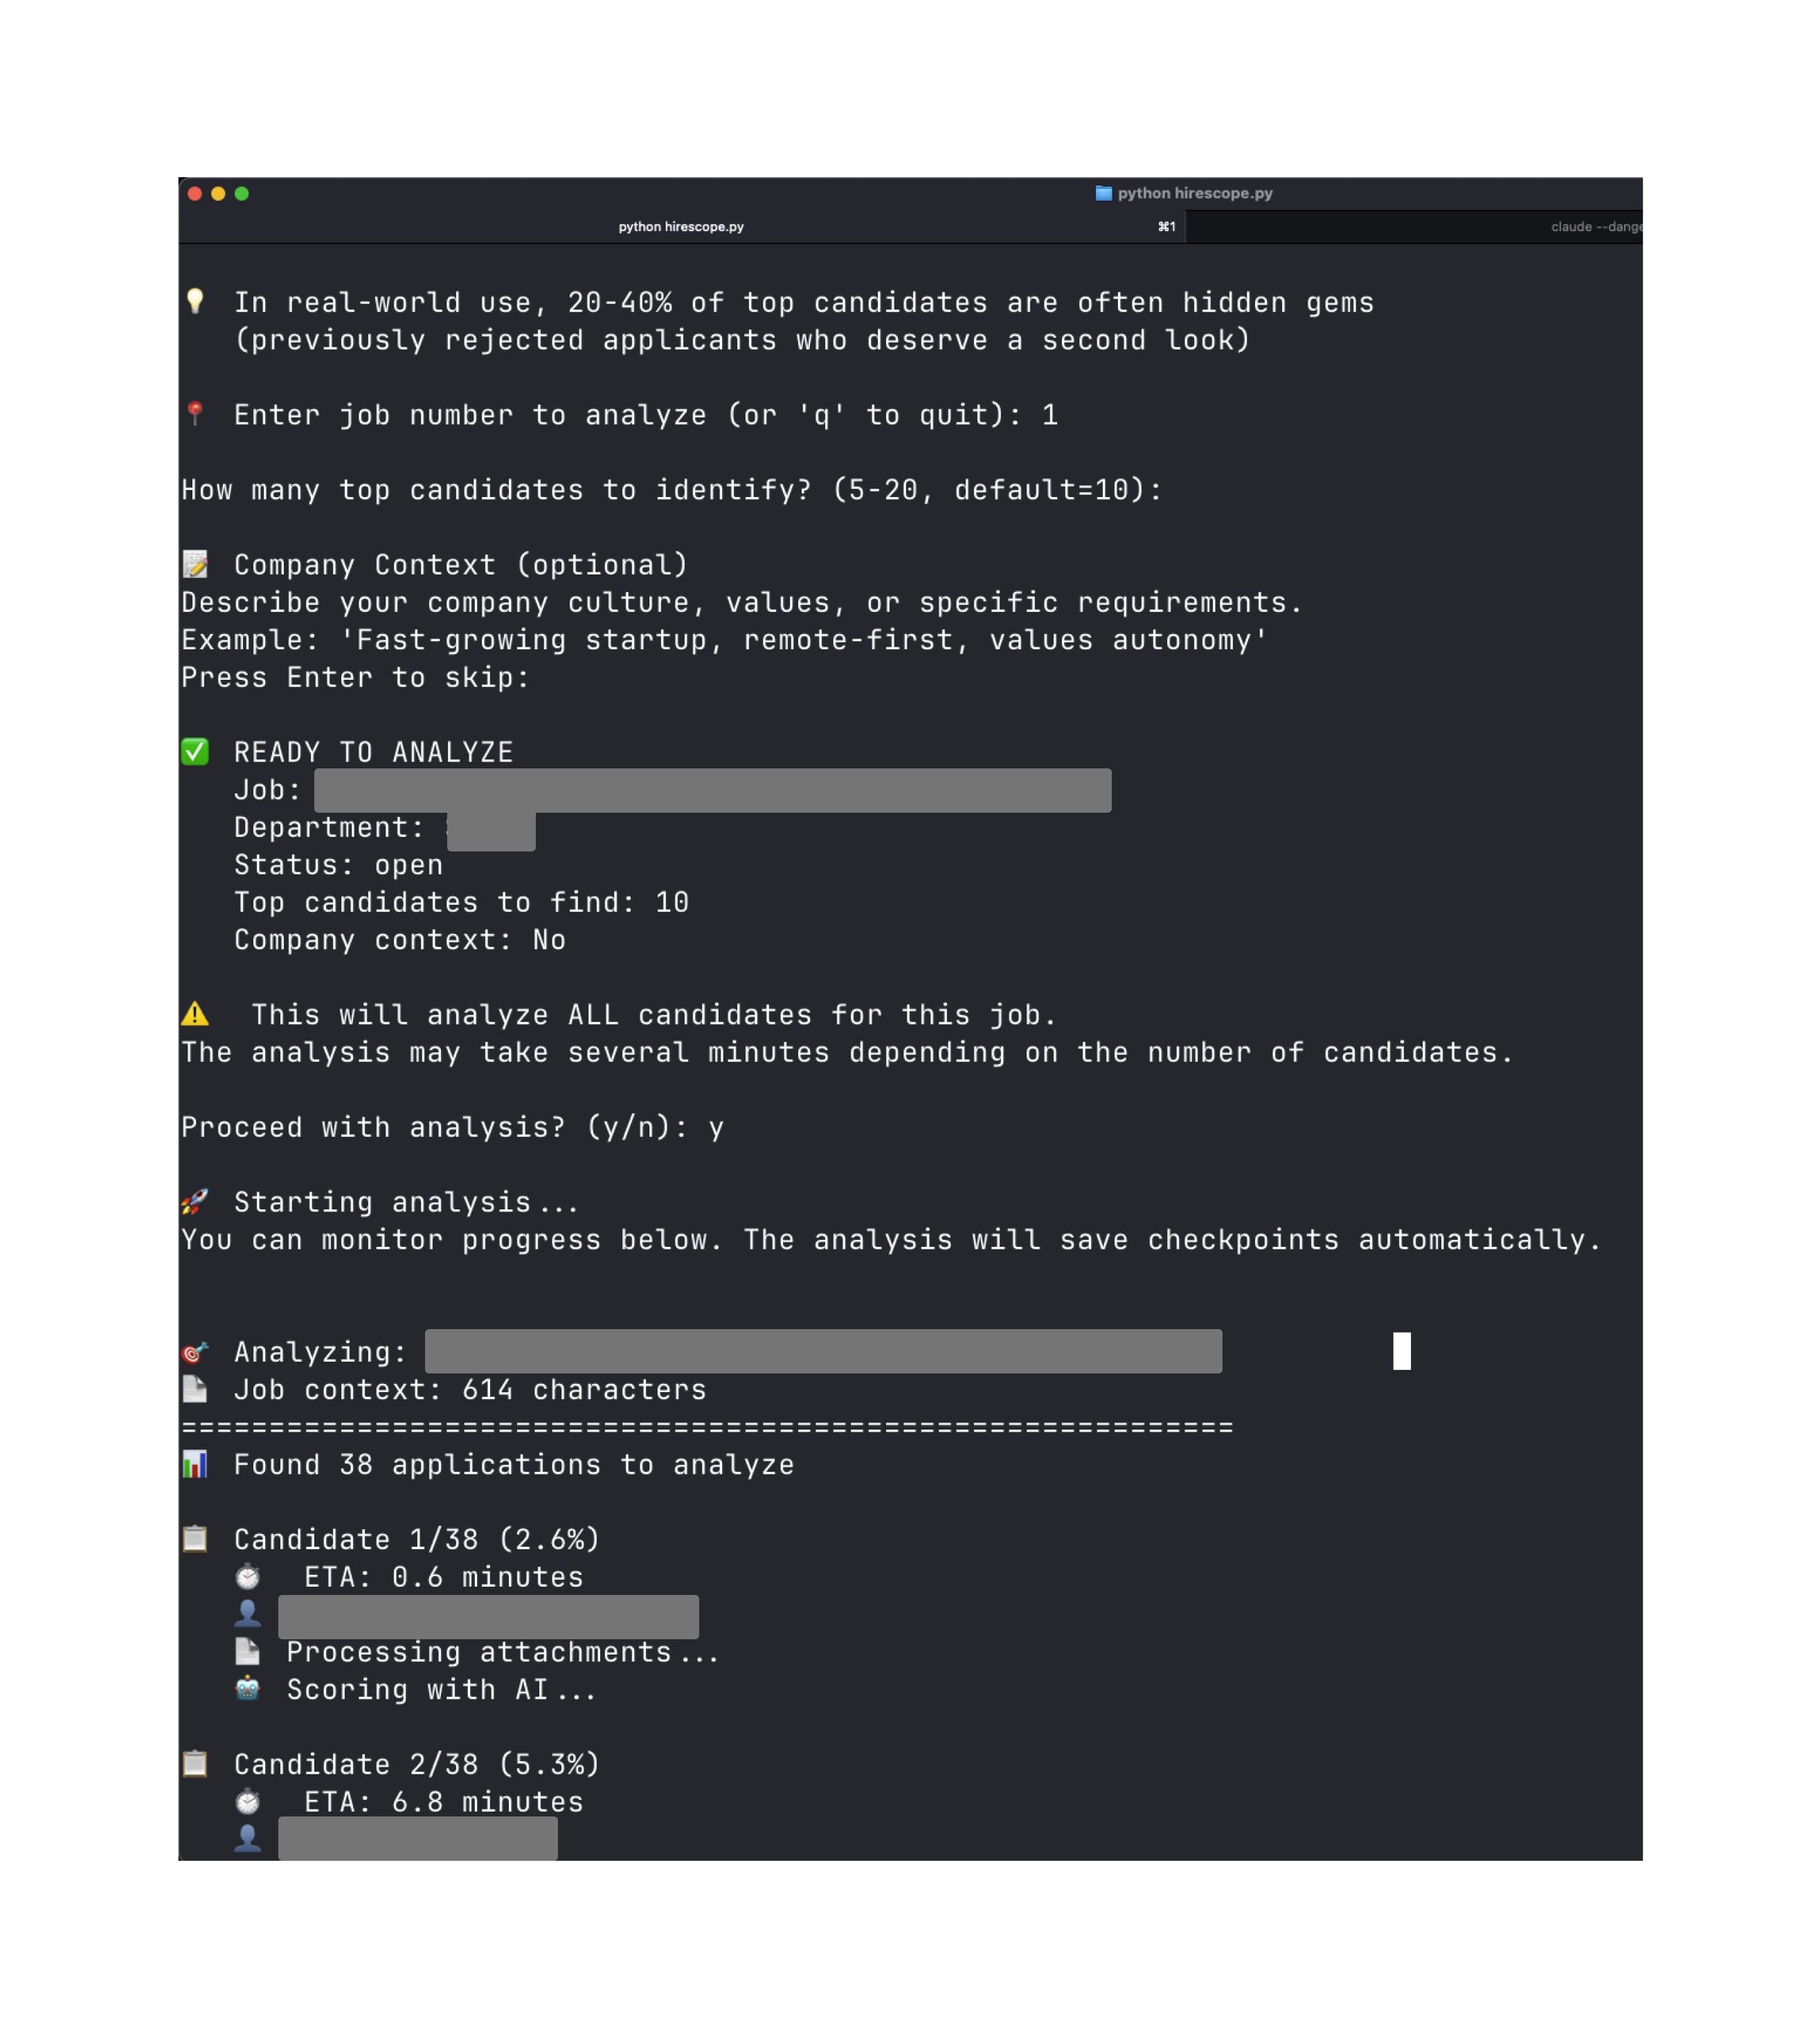 python hirescope.py
python hirescope.py ⌘1 claude --dange
In real-world use, 20-40% of top candidates are often hidden gems
(previously rejected applicants who deserve a second look)
Enter job number to analyze (or 'q' to quit): 1
How many top candidates to identify? (5-20, default=10):
Company Context (optional)
Describe your company culture, values, or specific requirements.
Example: 'Fast-growing startup, remote-first, values autonomy'
Press Enter to skip:
READY TO ANALYZE
Job:
Department:
Status: open
Top candidates to find: 10
Company context: No
This will analyze ALL candidates for this job.
The analysis may take several minutes depending on the number of candidates.
Proceed with analysis? (y/n): y
Starting analysis...
You can monitor progress below. The analysis will save checkpoints automatically.
Analyzing:
Job context: 614 characters
============================================================
Found 38 applications to analyze
Candidate 1/38 (2.6%)
ETA: 0.6 minutes
Processing attachments...
Scoring with AI...
Candidate 2/38 (5.3%)
ETA: 6.8 minutes